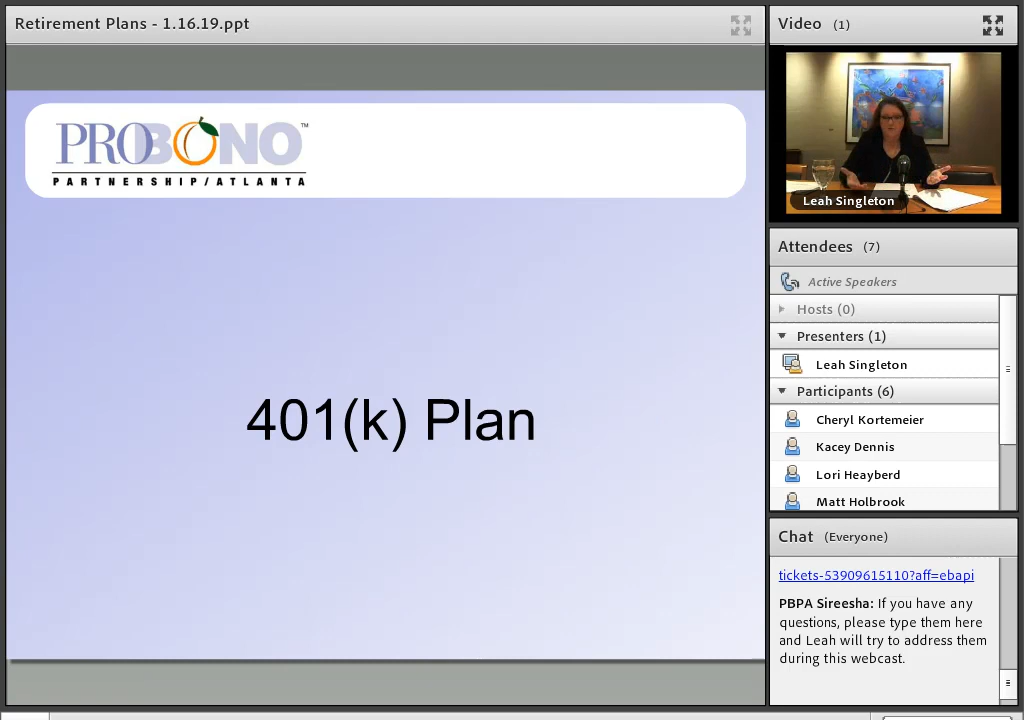 Retirement Plans - 1.16.19.ppt
PROBONO™
PARTNERSHIP/ATLANTA
401(k) Plan
Video (1)
Leah Singleton
Attendees (7)
Active Speakers
Hosts (0)
Presenters (1)
Leah Singleton
Participants (6)
Cheryl Kortemeier
Kacey Dennis
Lori Heayberd
Matt Holbrook
Chat (Everyone)
tickets-53909615110?aff=ebapi
PBPA Sireesha: If you have any
questions, please type them here
and Leah will try to address them
during this webcast.